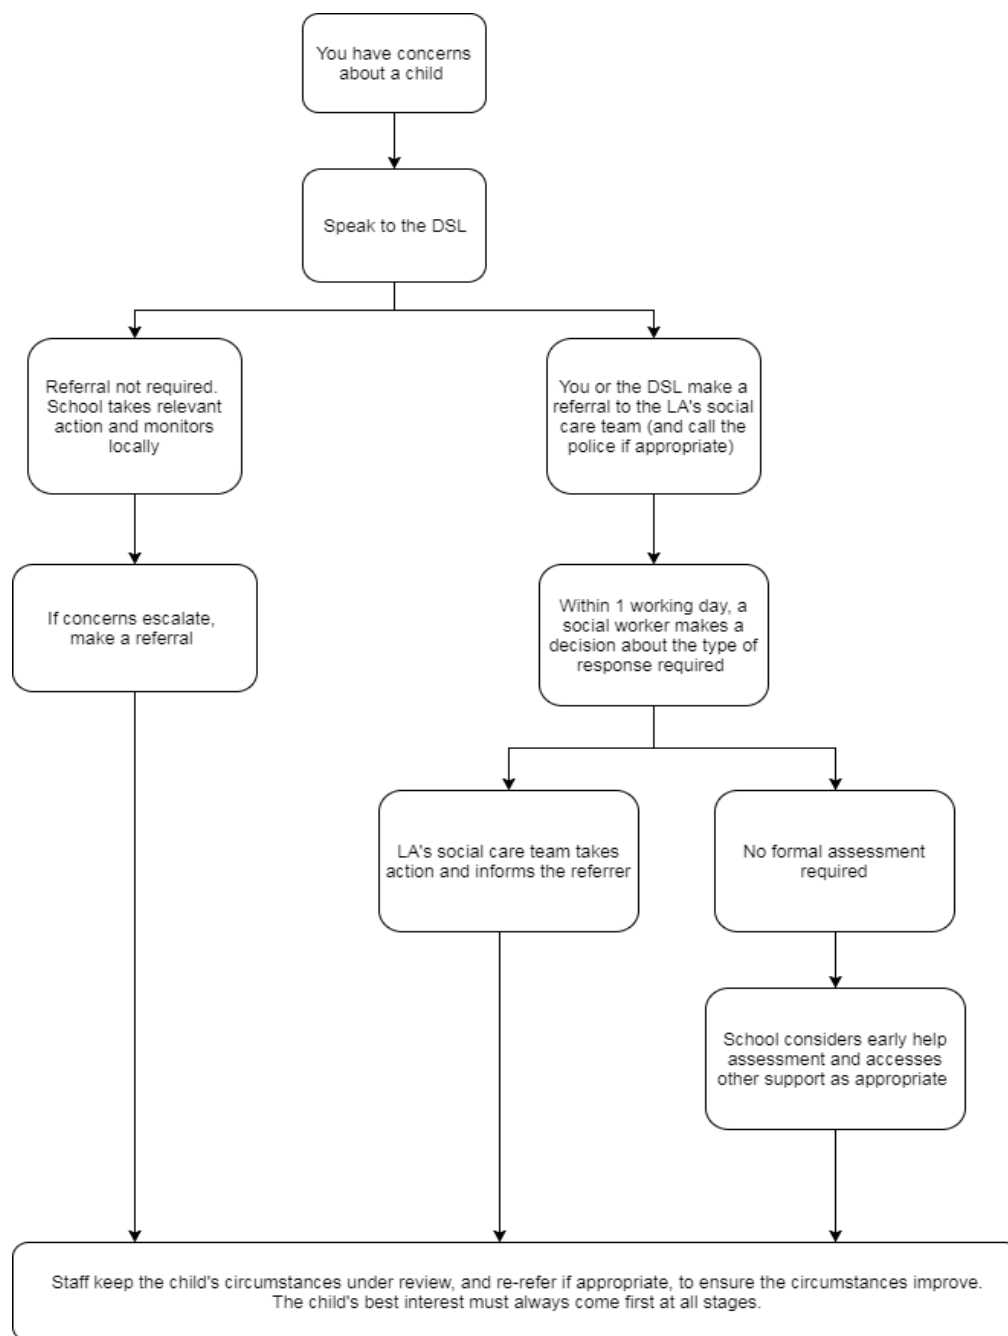 You have concerns
about a child
Speak to the DSL
Referral not required.
School takes relevant
action and monitors
locally
You or the DSL make a
referral to the LA's social
care team (and call the
police if appropriate)
If concerns escalate,
make a referral
Within 1 working day, a
social worker makes a
decision about the type of
response required
LA's social care team takes
action and informs the referrer
No formal assessment
required
School considers early help
assessment and accesses
other support as appropriate
Staff keep the child's circumstances under review, and re-refer if appropriate, to ensure the circumstances improve.
The child's best interest must always come first at all stages.